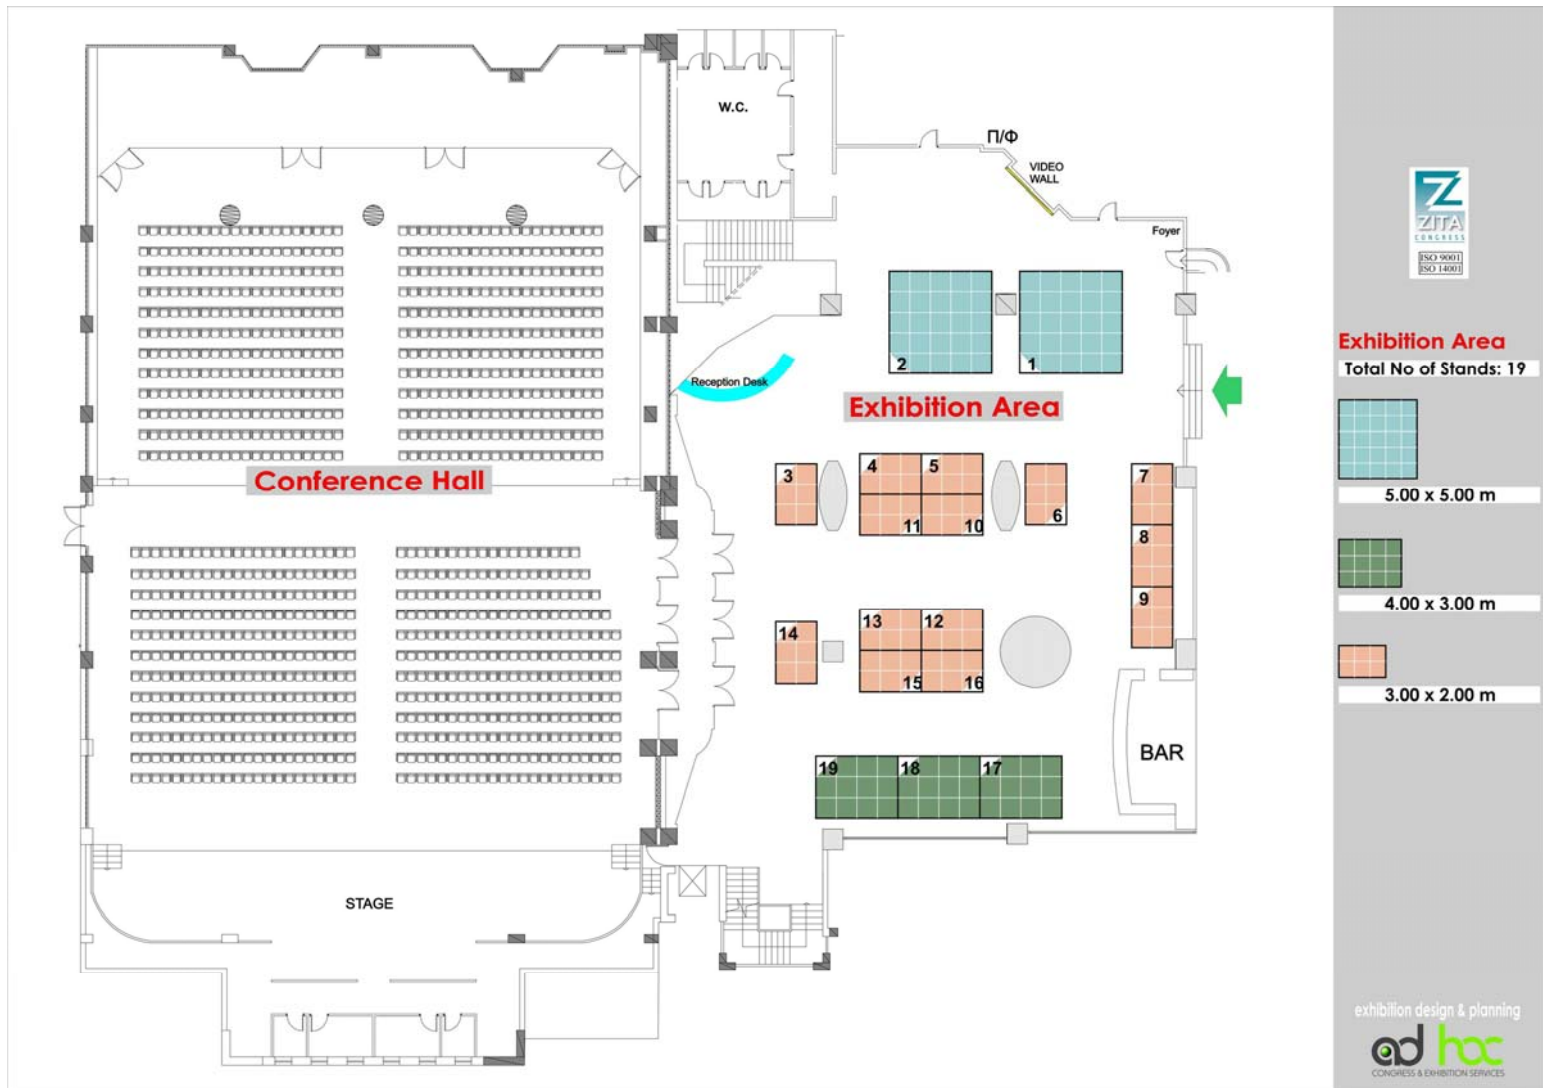 W.C.
Π/Φ
VIDEO
WALL
Foyer
2
1
Reception Desk
Exhibition Area
Conference Hall
3
4
5
6
7
11
10
8
9
13
12
14
15
16
BAR
19
18
17
STAGE
ZITA
CONGRESS
ISO 9001
ISO 14001
Exhibition Area
Total No of Stands: 19
5.00 x 5.00 m
4.00 x 3.00 m
3.00 x 2.00 m
exhibition design & planning
ad hoc
CONGRESS & EXHIBITION SERVICES